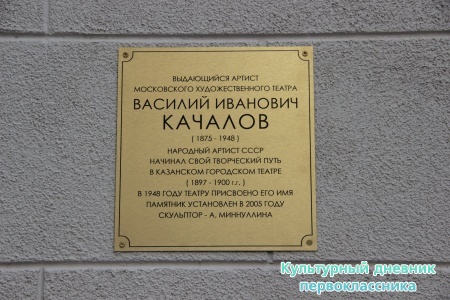 ВЫДАЮЩИЙСЯ АРТИСТ
МОСКОВСКОГО ХУДОЖЕСТВЕННОГО ТЕАТРА
ВАСИЛИЙ ИВАНОВИЧ
КАЧАЛОВ
( 1875 - 1948 )
НАРОДНЫЙ АРТИСТ СССР
НАЧИНАЛ СВОЙ ТВОРЧЕСКИЙ ПУТЬ
В КАЗАНСКОМ ГОРОДСКОМ ТЕАТРЕ
( 1897 - 1900 г.г. )
В 1948 ГОДУ ТЕАТРУ ПРИСВОЕНО ЕГО ИМЯ
ПАМЯТНИК УСТАНОВЛЕН В 2005 ГОДУ
СКУЛЬПТОР - А. МИННУЛЛИНА
Культурный дневник
первоклассника